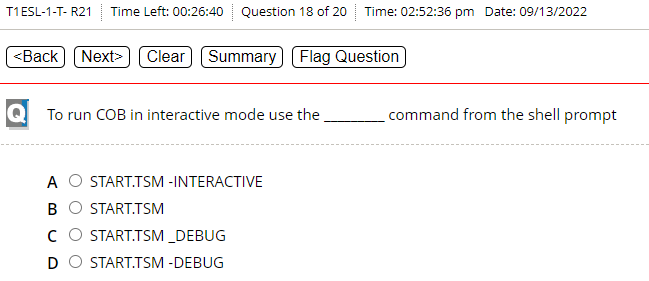 T1ESL-1-T- R21 Time Left: 00:26:40 Question 18 of 20 Time: 02:52:36 pm Date: 09/13/2022
<Back Next> Clear Summary Flag Question
Q To run COB in interactive mode use the _________ command from the shell prompt
A START.TSM -INTERACTIVE
B START.TSM
C START.TSM _DEBUG
D START.TSM -DEBUG